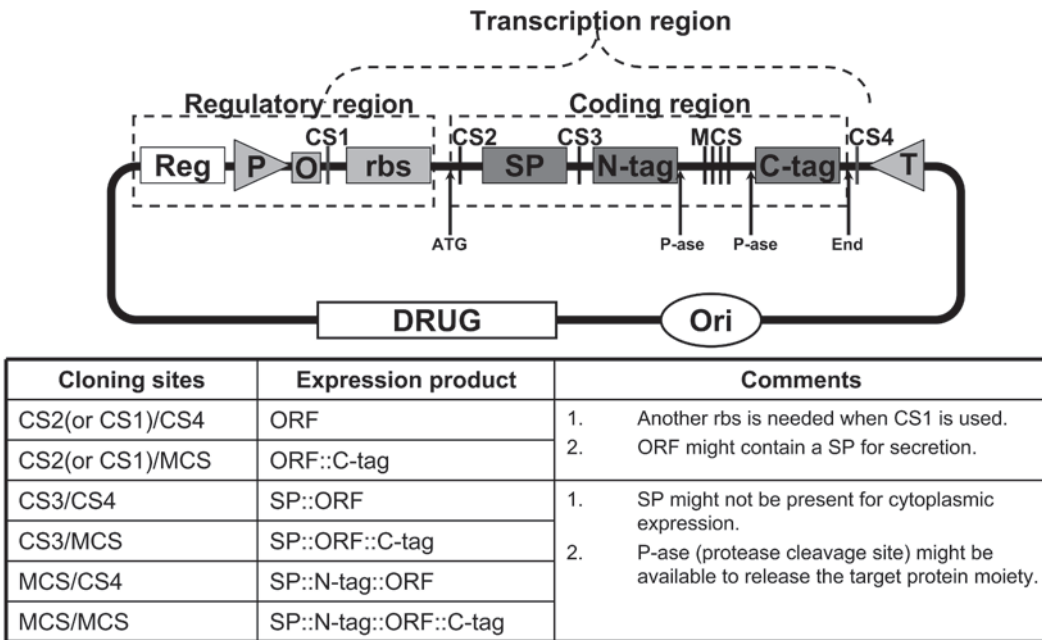 Transcription region
Regulatory region
Coding region
CS1
CS2
CS3
MCS
CS4
Reg
P
O
rbs
SP
N-tag
C-tag
T
ATG
P-ase
P-ase
End
DRUG
Ori
Cloning sites
Expression product
Comments
CS2(or CS1)/CS4
ORF
1. Another rbs is needed when CS1 is used.
2. ORF might contain a SP for secretion.
CS2(or CS1)/MCS
ORF::C-tag
CS3/CS4
SP::ORF
1. SP might not be present for cytoplasmic
expression.
2. P-ase (protease cleavage site) might be
available to release the target protein moiety.
CS3/MCS
SP::ORF::C-tag
MCS/CS4
SP::N-tag::ORF
MCS/MCS
SP::N-tag::ORF::C-tag